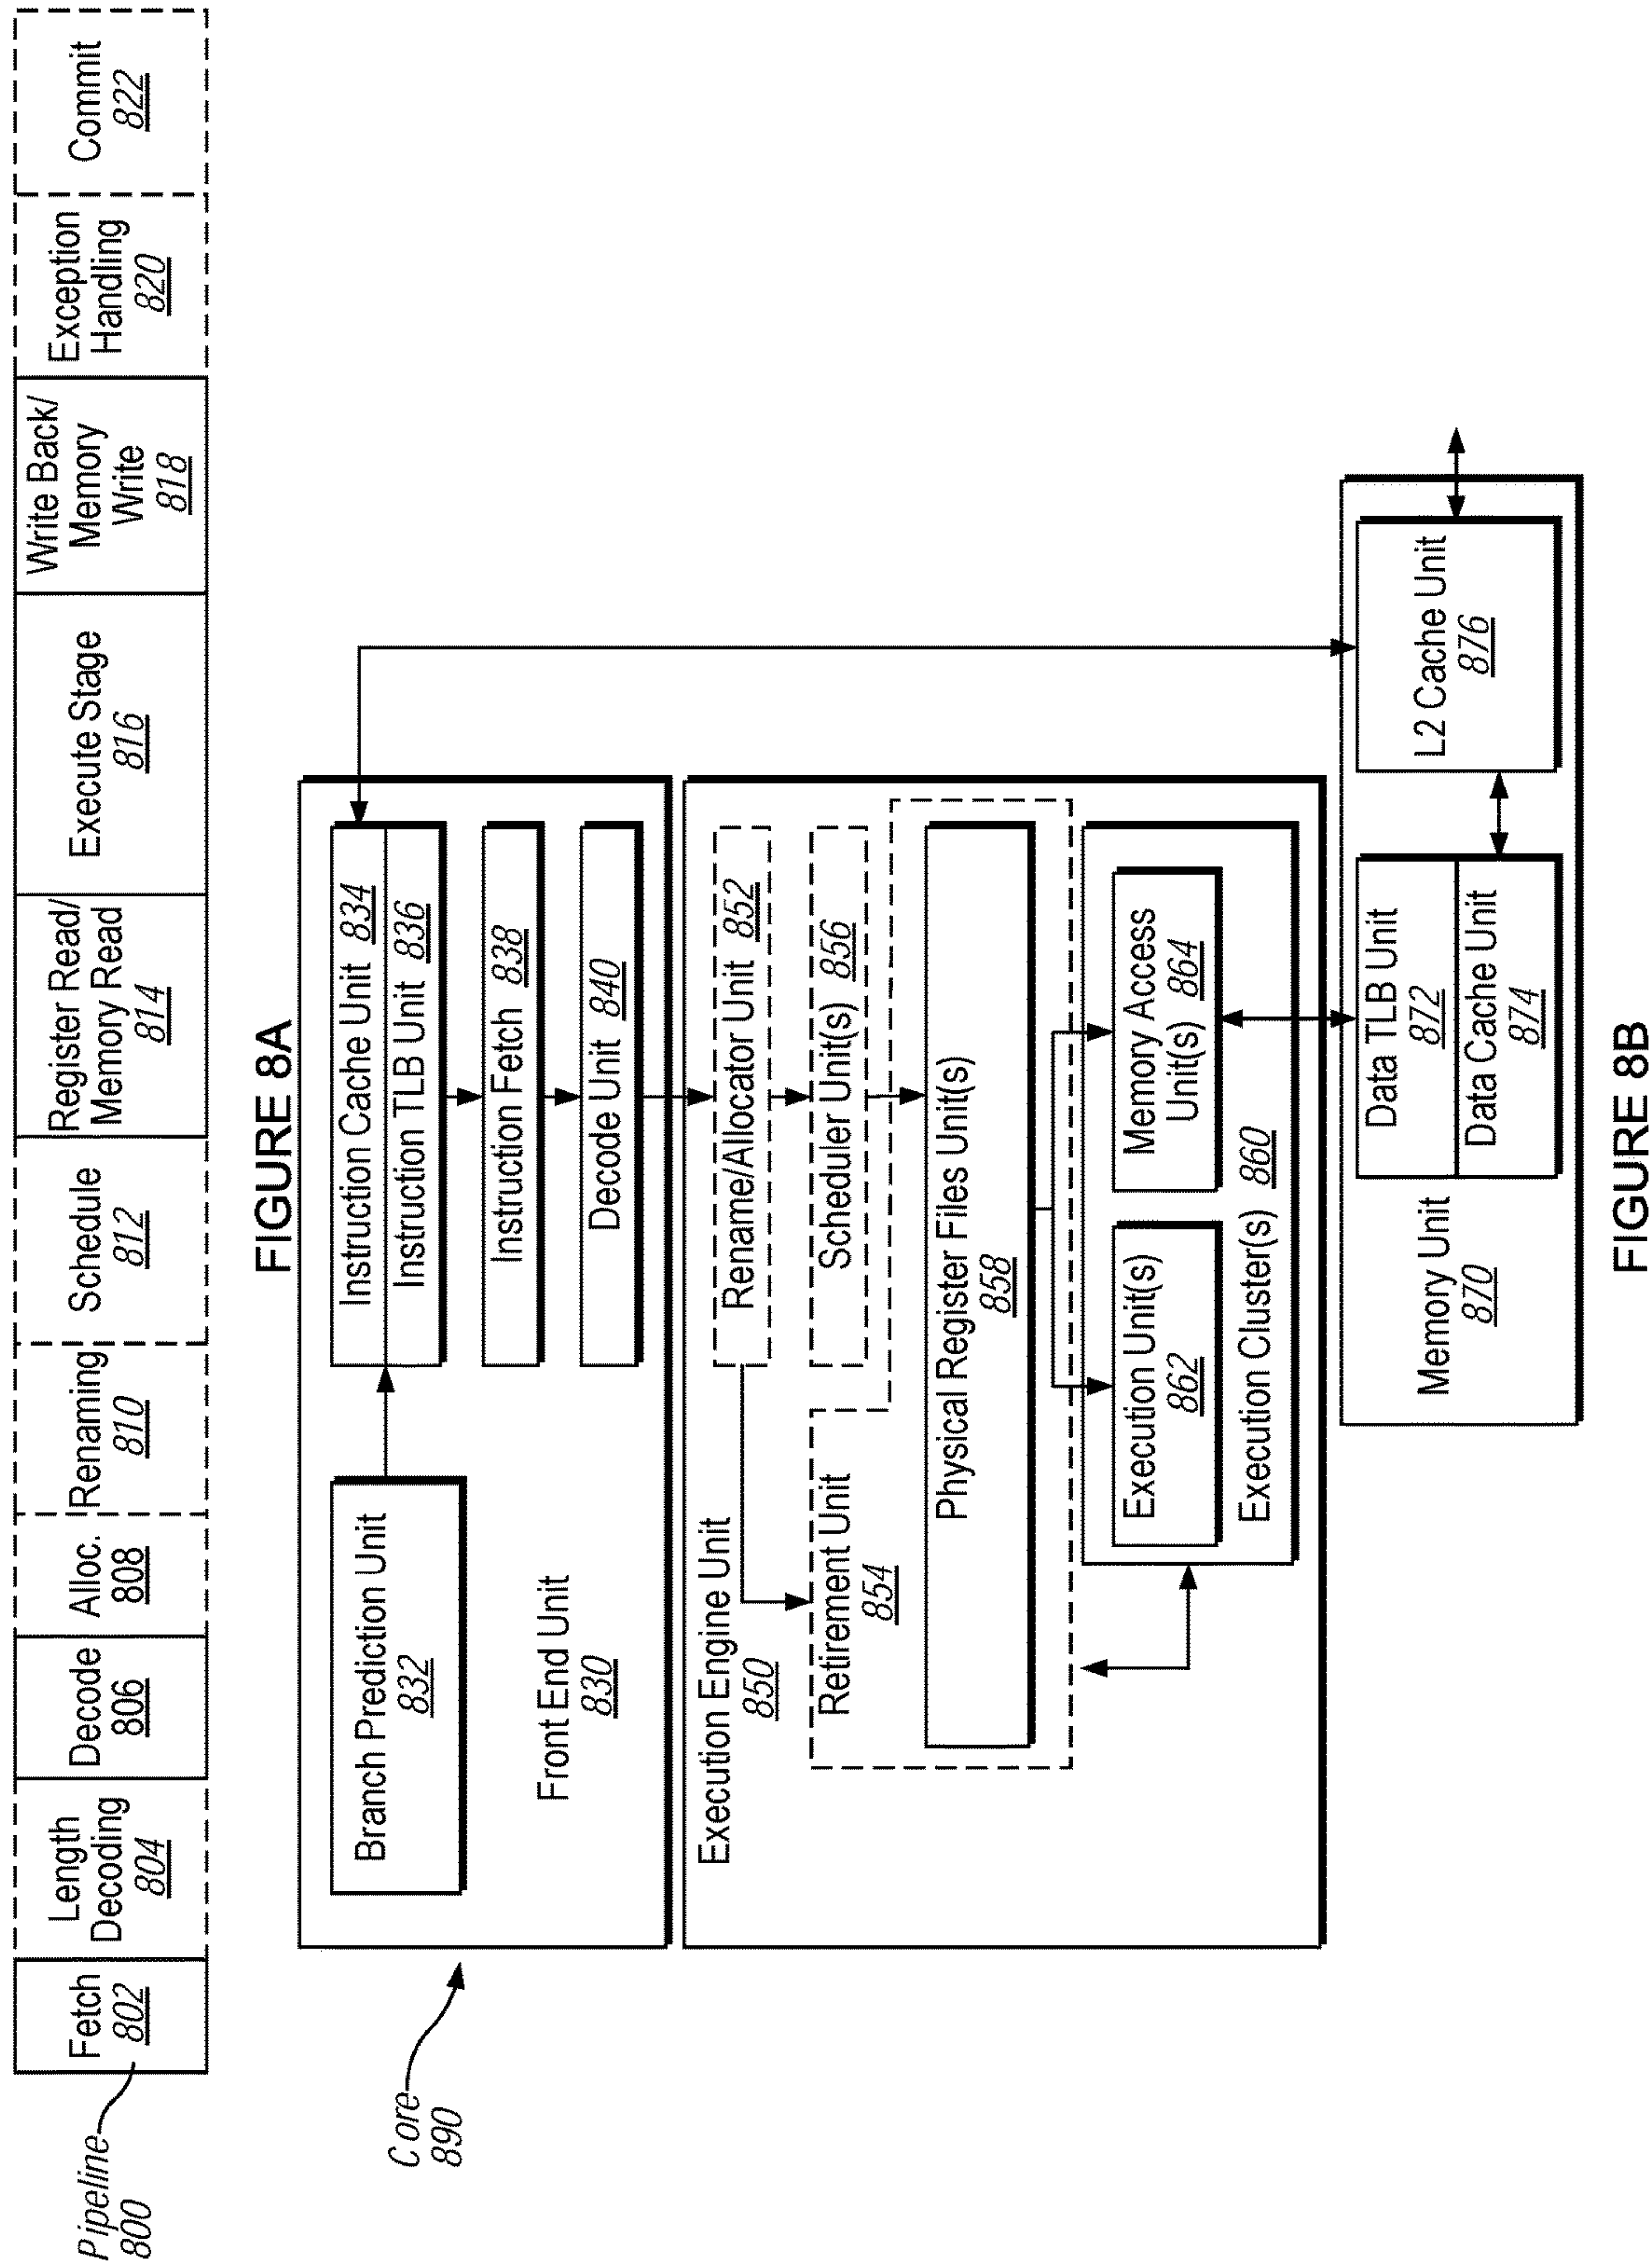 Pipeline
800
Fetch
802
Length
Decoding
804
Decode
806
Alloc.
808
Renaming
810
Schedule
812
Register Read/
Memory Read
814
Execute Stage
816
Write Back/
Memory
Write
818
Exception
Handling
820
Commit
822
FIGURE 8A
Core
890
Branch Prediction Unit
832
Instruction Cache Unit 834
Instruction TLB Unit 836
Instruction Fetch 838
Decode Unit 840
Front End Unit
830
Execution Engine Unit
850
Rename/Allocator Unit 852
Scheduler Unit(s) 856
Retirement Unit
854
Physical Register Files Unit(s)
858
Execution Unit(s)
862
Memory Access
Unit(s) 864
Execution Cluster(s) 860
Memory Unit
870
Data TLB Unit
872
Data Cache Unit
874
L2 Cache Unit
876
FIGURE 8B